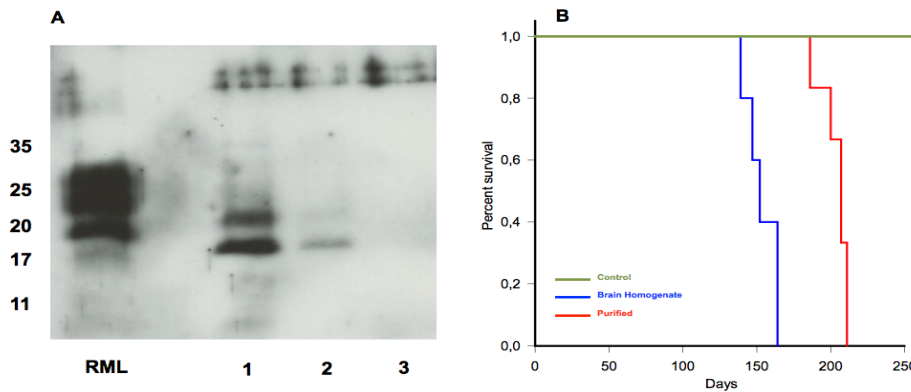 A
35
25
20
17
11
RML 1 2 3
B
1,0
0,8
0,6
0,4
0,2
0,0
Percent survival
Control
Brain Homogenate
Purified
0 50 100 150 200 250
Days